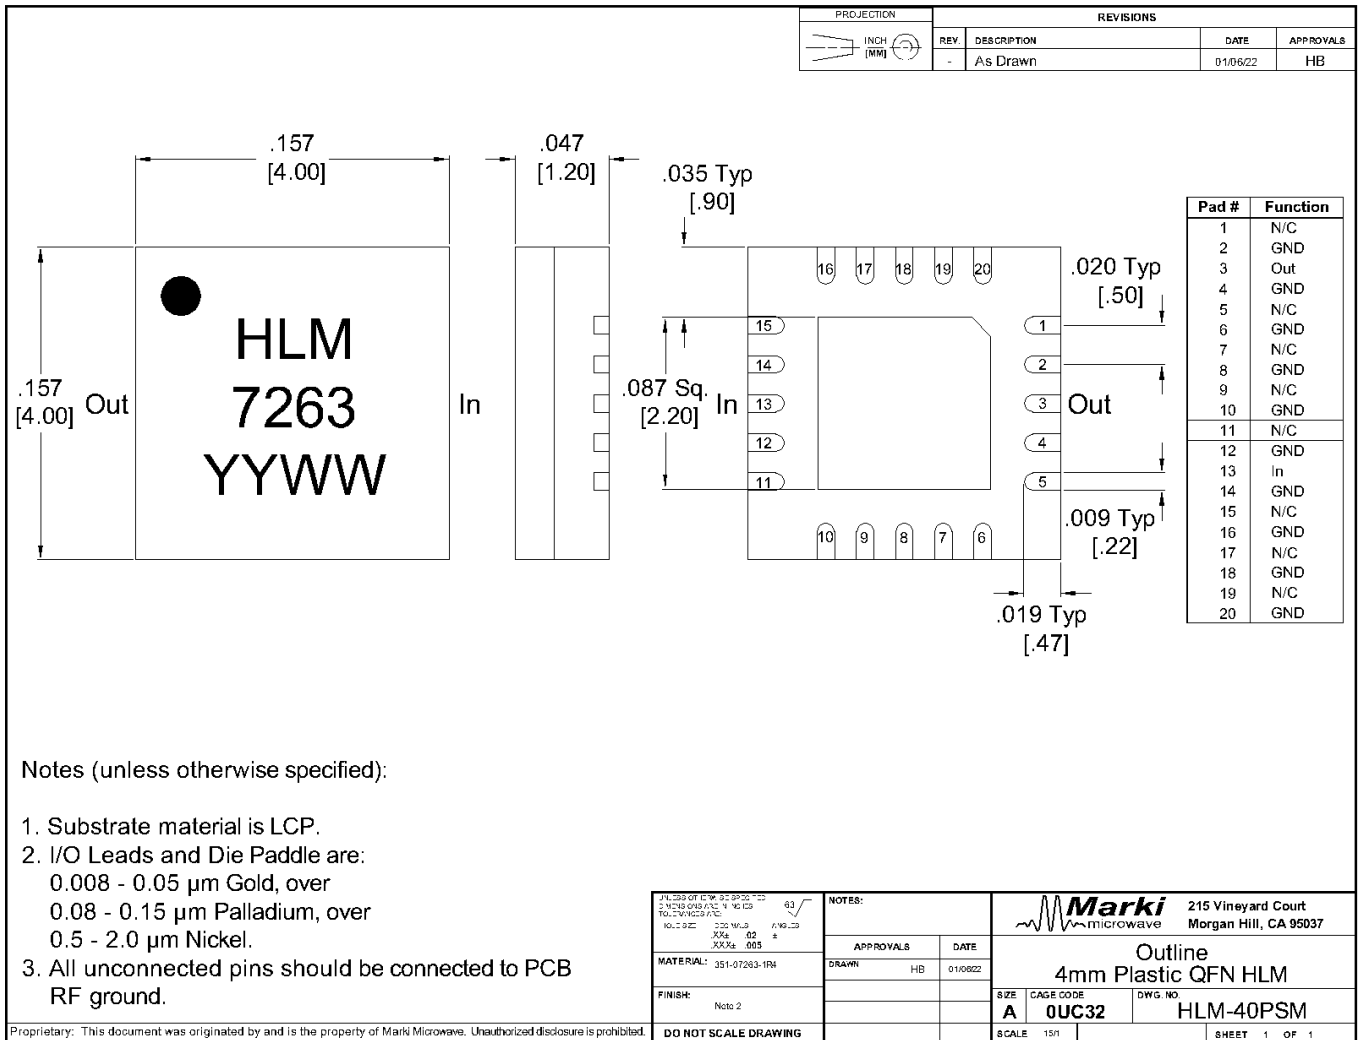 PROJECTION
INCH
[MM]
REVISIONS
REV. DESCRIPTION DATE APPROVALS
- As Drawn 01/06/22 HB
.157
[4.00]
.047
[1.20]
.035 Typ
[.90]
.157
[4.00]
Out
HLM
7263
YYWW
In
.087 Sq.
[2.20]
In
16 17 18 19 20
15
14
13
12
11
1
2
3
4
5
10 9 8 7 6
Out
.020 Typ
[.50]
.009 Typ
[.22]
.019 Typ
[.47]
Pad # Function
1 N/C
2 GND
3 Out
4 GND
5 N/C
6 GND
7 N/C
8 GND
9 N/C
10 GND
11 N/C
12 GND
13 In
14 GND
15 N/C
16 GND
17 N/C
18 GND
19 N/C
20 GND
Notes (unless otherwise specified):
1. Substrate material is LCP.
2. I/O Leads and Die Paddle are:
0.008 - 0.05 µm Gold, over
0.08 - 0.15 µm Palladium, over
0.5 - 2.0 µm Nickel.
3. All unconnected pins should be connected to PCB
RF ground.
Proprietary: This document was originated by and is the property of Marki Microwave. Unauthorized disclosure is prohibited.
63
.XX± .02 ±
.XXX± .005
MATERIAL: 351-07263-1R4
FINISH:
Note 2
DO NOT SCALE DRAWING
NOTES:
APPROVALS DATE
DRAWN HB 01/06/22
Marki
microwave
215 Vineyard Court
Morgan Hill, CA 95037
Outline
4mm Plastic QFN HLM
SIZE CAGE CODE DWG. NO.
A 0UC32 HLM-40PSM
SCALE 15/1 SHEET 1 OF 1